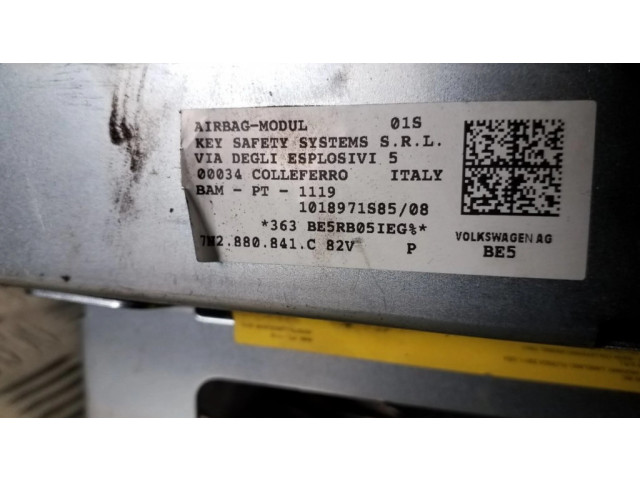 AIRBAG-MODUL 01S
KEY SAFETY SYSTEMS S.R.L.
VIA DEGLI ESPLOSIVI 5
00034 COLLEFERRO ITALY
BAM - PT - 1119
1018971S85/08
*363 BE5RB05IEG%*
7N2.880.841.C 82V P
VOLKSWAGEN AG
BE5